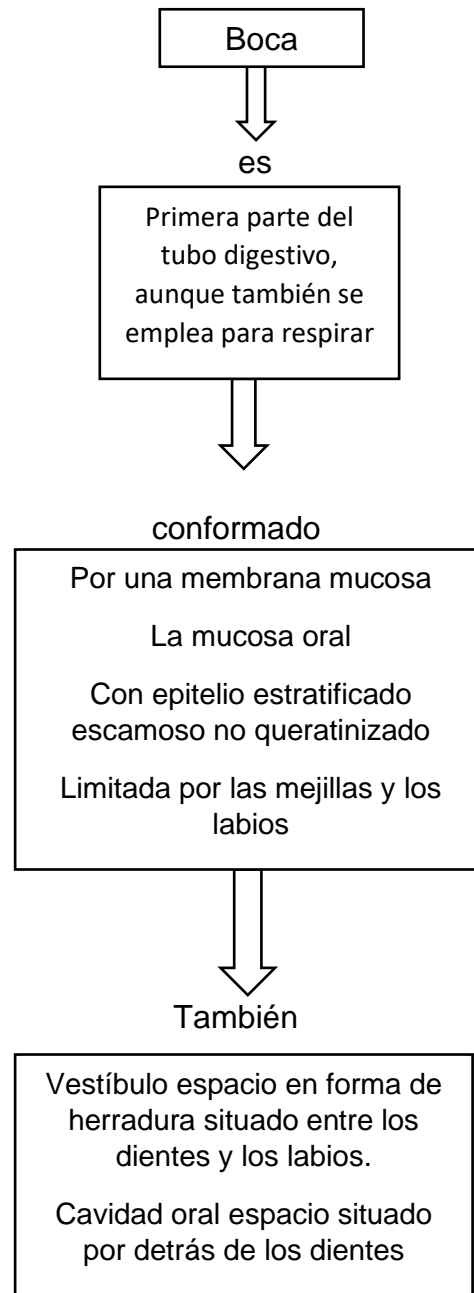 Boca
es
Primera parte del
tubo digestivo,
aunque también se
emplea para respirar
conformado
Por una membrana mucosa
La mucosa oral
Con epitelio estratificado
escamoso no queratinizado
Limitada por las mejillas y los
labios
También
Vestíbulo espacio en forma de
herradura situado entre los
dientes y los labios.
Cavidad oral espacio situado
por detrás de los dientes